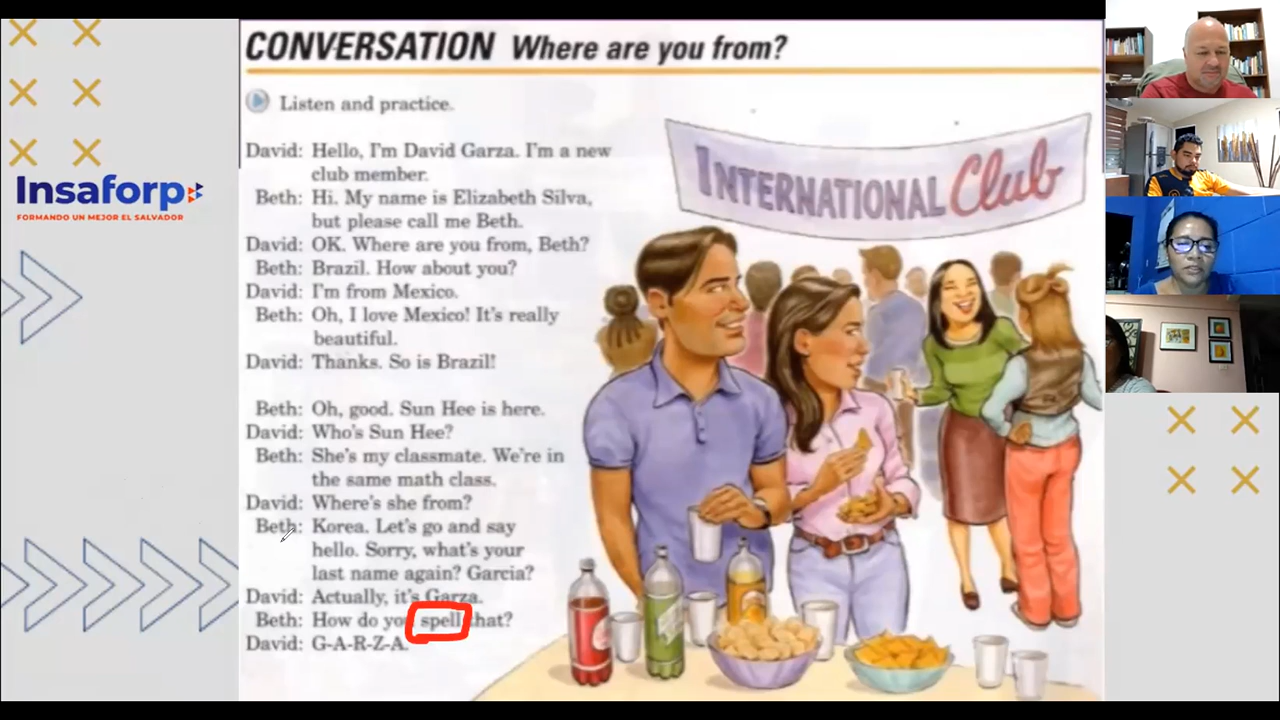 CONVERSATION Where are you from?
Listen and practice.
David: Hello, I'm David Garza. I'm a new
club member.
Beth: Hi. My name is Elizabeth Silva,
but please call me Beth.
David: OK. Where are you from, Beth?
Beth: Brazil. How about you?
David: I'm from Mexico.
Beth: Oh, I love Mexico! It's really
beautiful.
David: Thanks. So is Brazil!
Beth: Oh, good. Sun Hee is here.
David: Who's Sun Hee?
Beth: She's my classmate. We're in
the same math class.
David: Where's she from?
Beth: Korea. Let's go and say
hello. Sorry, what's your
last name again? Garcia?
David: Actually, it's Garza.
Beth: How do you spell that?
David: G-A-R-Z-A.
INTERNATIONAL Club
Insaforp
FORMANDO UN MEJOR EL SALVADOR